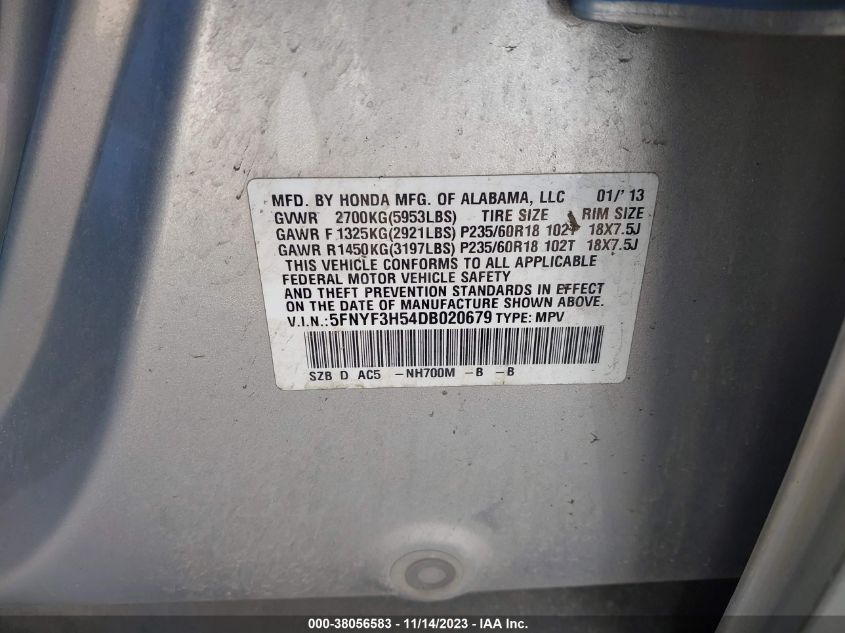 MFD. BY HONDA MFG. OF ALABAMA, LLC 01/'13
GVWR 2700KG(5953LBS) TIRE SIZE RIM SIZE
GAWR F 1325KG(2921LBS) P235/60R18 102T 18X7.5J
GAWR R1450KG(3197LBS) P235/60R18 102T 18X7.5J
THIS VEHICLE CONFORMS TO ALL APPLICABLE
FEDERAL MOTOR VEHICLE SAFETY
AND THEFT PREVENTION STANDARDS IN EFFECT
ON THE DATE OF MANUFACTURE SHOWN ABOVE.
V.I.N.:5FNYF3H54DB020679 TYPE: MPV
SZB D AC5 -NH700M -B -B
000-38056583 - 11/14/2023 - IAA Inc.